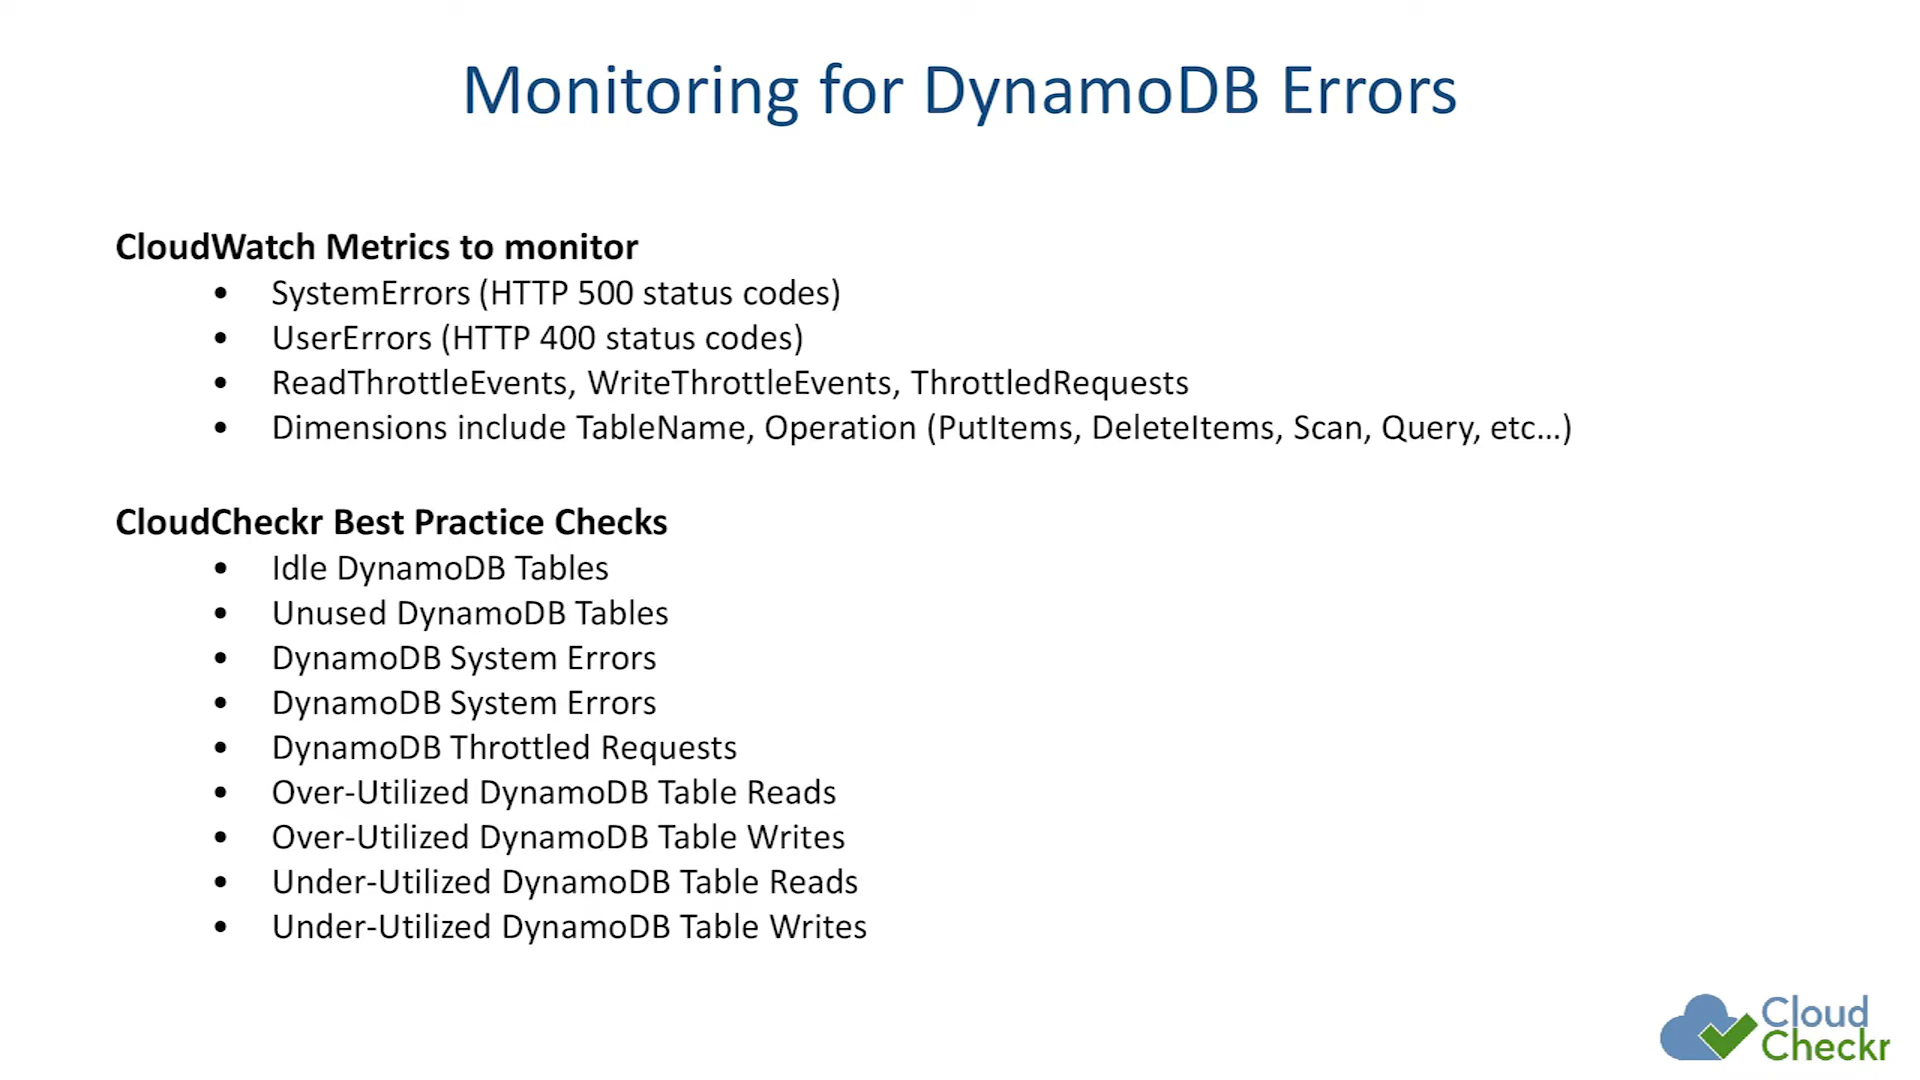 Monitoring for DynamoDB Errors
CloudWatch Metrics to monitor
• SystemErrors (HTTP 500 status codes)
• UserErrors (HTTP 400 status codes)
• ReadThrottleEvents, WriteThrottleEvents, ThrottledRequests
• Dimensions include TableName, Operation (PutItems, DeleteItems, Scan, Query, etc…)
CloudCheckr Best Practice Checks
• Idle DynamoDB Tables
• Unused DynamoDB Tables
• DynamoDB System Errors
• DynamoDB System Errors
• DynamoDB Throttled Requests
• Over-Utilized DynamoDB Table Reads
• Over-Utilized DynamoDB Table Writes
• Under-Utilized DynamoDB Table Reads
• Under-Utilized DynamoDB Table Writes
Cloud
Checkr